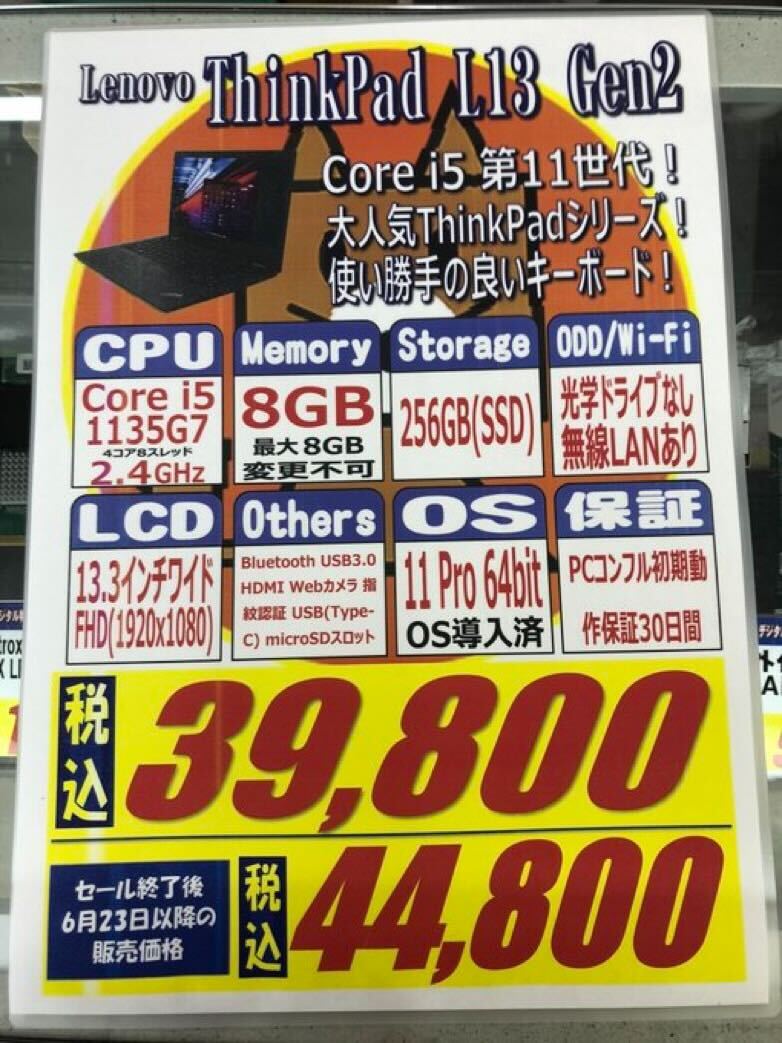 Lenovo ThinkPad L13 Gen2
Core i5 第11世代！
大人気ThinkPadシリーズ！
使い勝手の良いキーボード！
CPU
Core i5
1135G7
4コア8スレッド
2.4GHz
Memory
8GB
最大8GB
変更不可
Storage
256GB(SSD)
ODD/Wi-Fi
光学ドライブなし
無線LANあり
LCD
13.3インチワイド
FHD(1920x1080)
Others
Bluetooth USB3.0
HDMI Webカメラ 指
紋認証 USB(Type-
C) microSDスロット
OS
11 Pro 64bit
OS導入済
保証
PCコンフル初期動
作保証30日間
税込
39,800
セール終了後
6月23日以降の
販売価格
税込
44,800